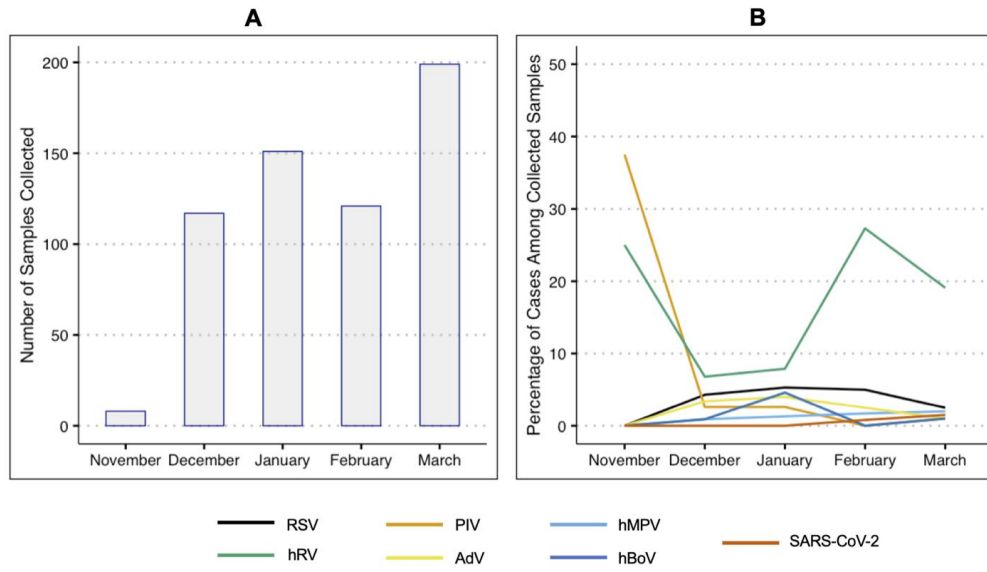 A
B
Number of Samples Collected
200
150
100
50
0
November December January February March
Percentage of Cases Among Collected Samples
50
40
30
20
10
0
November December January February March
RSV PIV hMPV SARS-CoV-2
hRV AdV hBoV